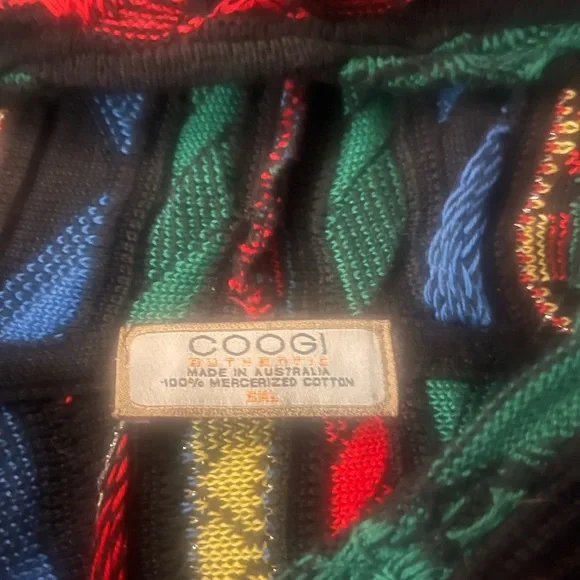 COOGI
AUTHENTIC
MADE IN AUSTRALIA
100% MERCERIZED COTTON